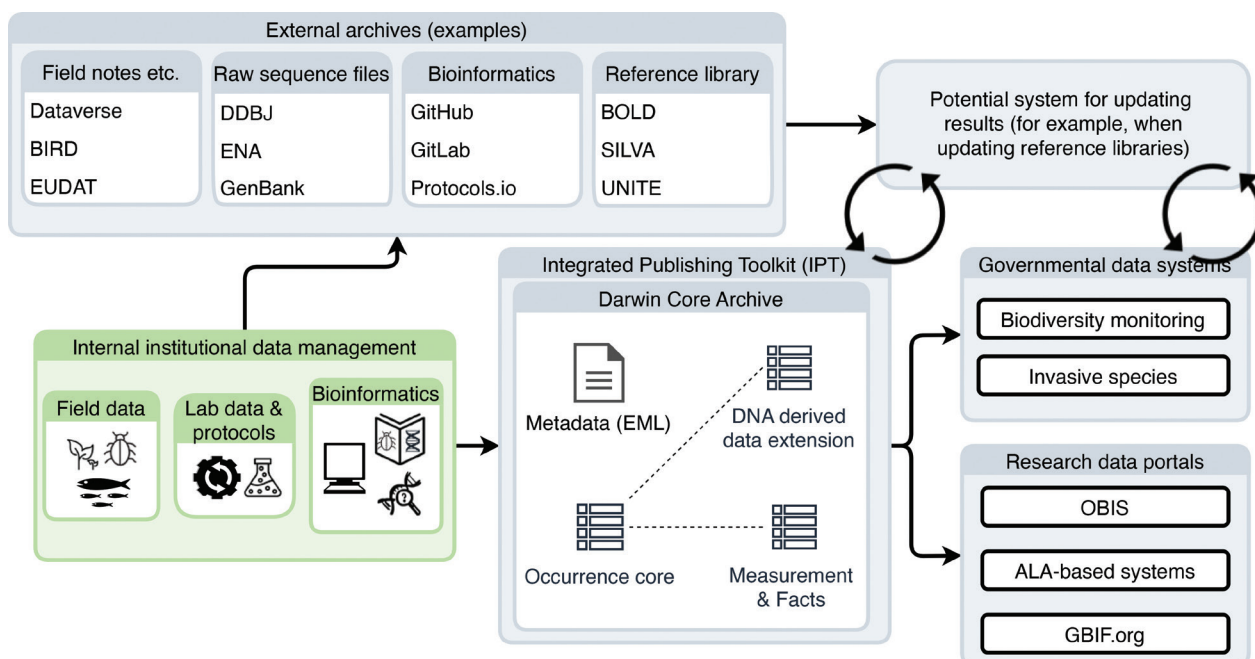 External archives (examples)
Field notes etc.
Dataverse
BIRD
EUDAT
Raw sequence files
DDBJ
ENA
GenBank
Bioinformatics
GitHub
GitLab
Protocols.io
Reference library
BOLD
SILVA
UNITE
Potential system for updating
results (for example, when
updating reference libraries)
Internal institutional data management
Field data
Lab data &
protocols
Bioinformatics
?
Integrated Publishing Toolkit (IPT)
Darwin Core Archive
Metadata (EML)
DNA derived
data extension
Occurrence core
Measurement
& Facts
Governmental data systems
Biodiversity monitoring
Invasive species
Research data portals
OBIS
ALA-based systems
GBIF.org